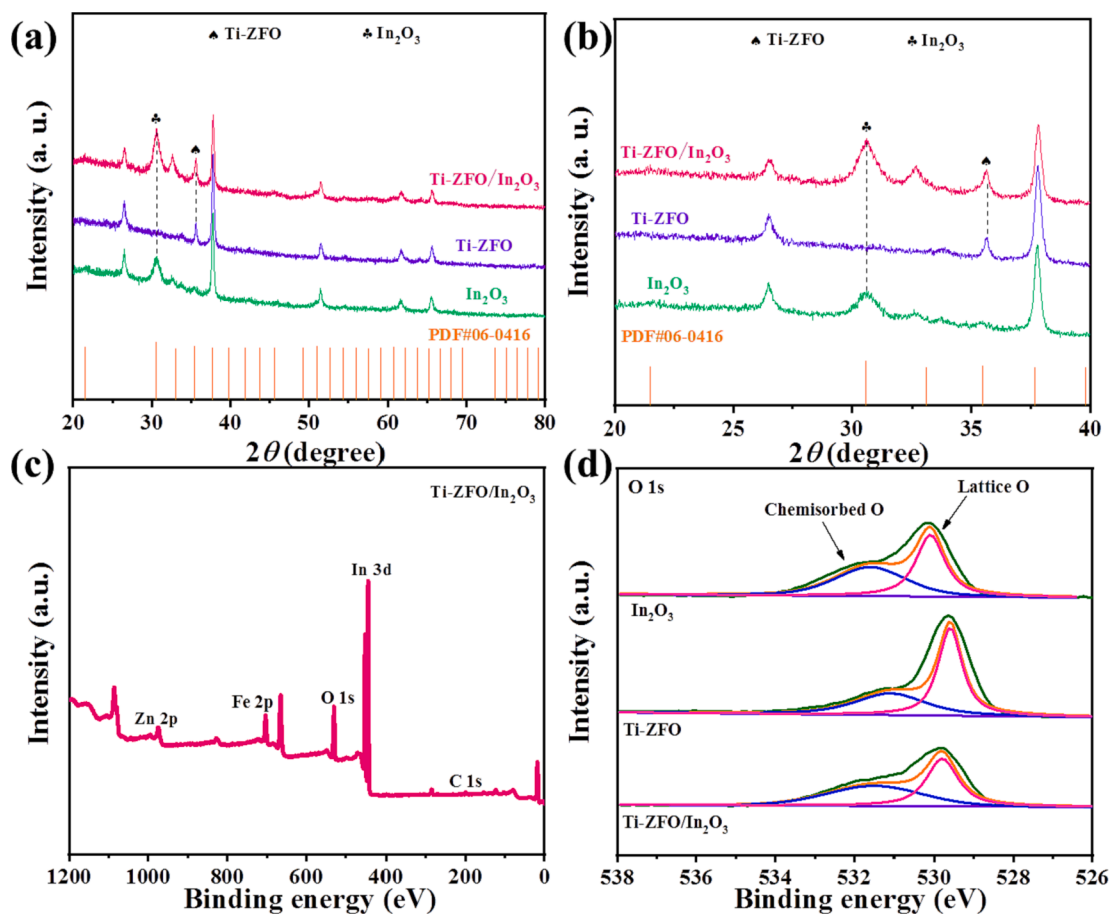 (a)
♠ Ti-ZFO
♣ In₂O₃
♣
♠
Ti-ZFO/In₂O₃
Ti-ZFO
In₂O₃
PDF#06-0416
Intensity (a. u.)
20 30 40 50 60 70 80
2θ (degree)
(b)
♠ Ti-ZFO
♣ In₂O₃
♣
♠
Ti-ZFO/In₂O₃
Ti-ZFO
In₂O₃
PDF#06-0416
Intensity (a. u.)
20 25 30 35 40
2θ (degree)
(c)
Ti-ZFO/In₂O₃
In 3d
O 1s
Fe 2p
Zn 2p
C 1s
Intensity (a.u.)
1200 1000 800 600 400 200 0
Binding energy (eV)
(d)
O 1s
Lattice O
Chemisorbed O
In₂O₃
Ti-ZFO
Ti-ZFO/In₂O₃
Intensity (a.u.)
538 536 534 532 530 528 526
Binding energy (eV)